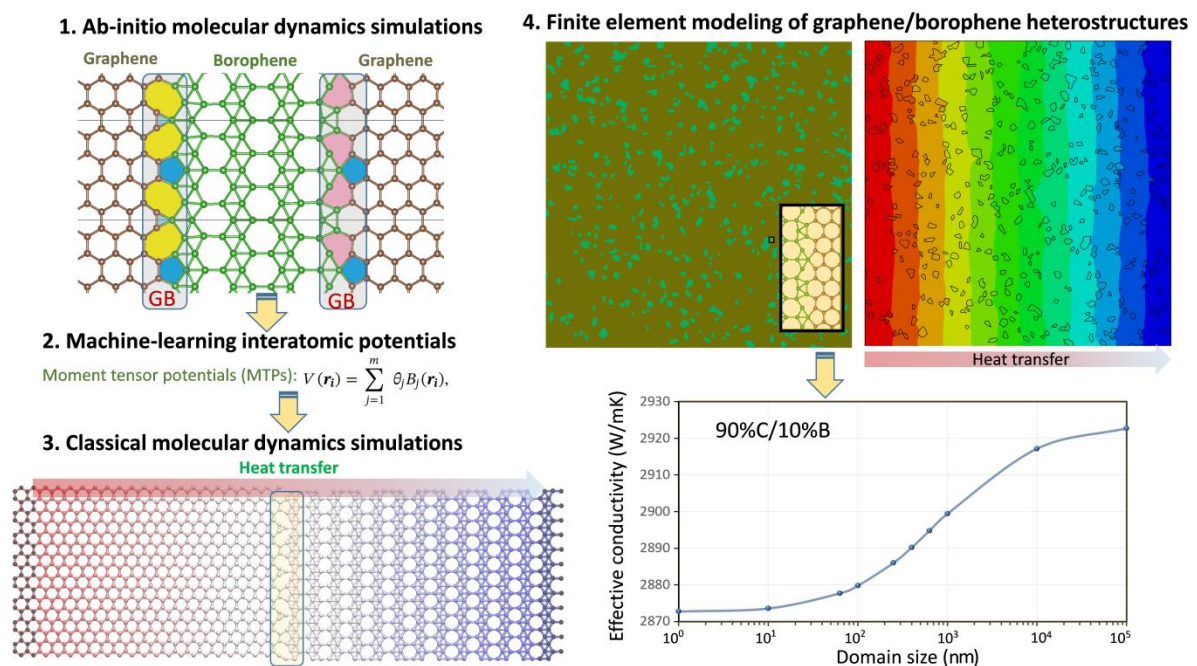 1. Ab-initio molecular dynamics simulations
Graphene Borophene Graphene
GB GB
2. Machine-learning interatomic potentials
Moment tensor potentials (MTPs): V(rᵢ) = ∑ᵐⱼ₌₁ θⱼBⱼ(rᵢ),
3. Classical molecular dynamics simulations
Heat transfer
4. Finite element modeling of graphene/borophene heterostructures
Heat transfer
Effective conductivity (W/mK)
2930
2920
2910
2900
2890
2880
2870
90%C/10%B
10⁰ 10¹ 10² 10³ 10⁴ 10⁵
Domain size (nm)